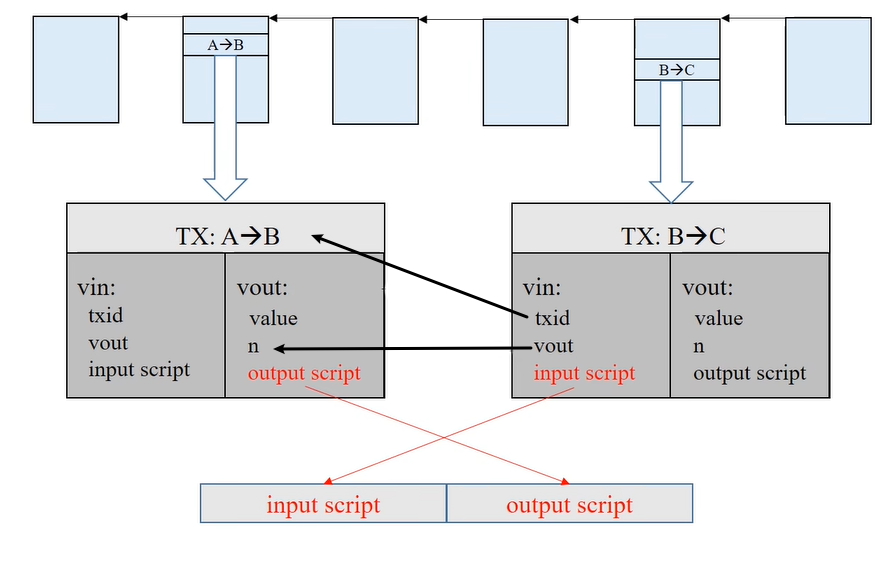 A→B
B→C
TX: A→B
TX: B→C
vin:
txid
vout
input script
vout:
value
n
output script
vin:
txid
vout
input script
vout:
value
n
output script
input script
output script